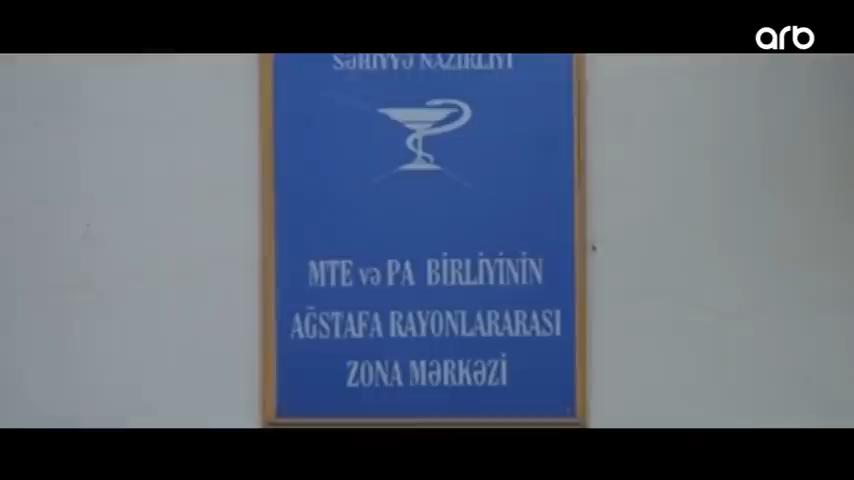 arb
SƏHİYYƏ NAZİRLİYİ
MTE və PA BİRLİYİNİN
AĞSTAFA RAYONLARARASI
ZONA MƏRKƏZİ